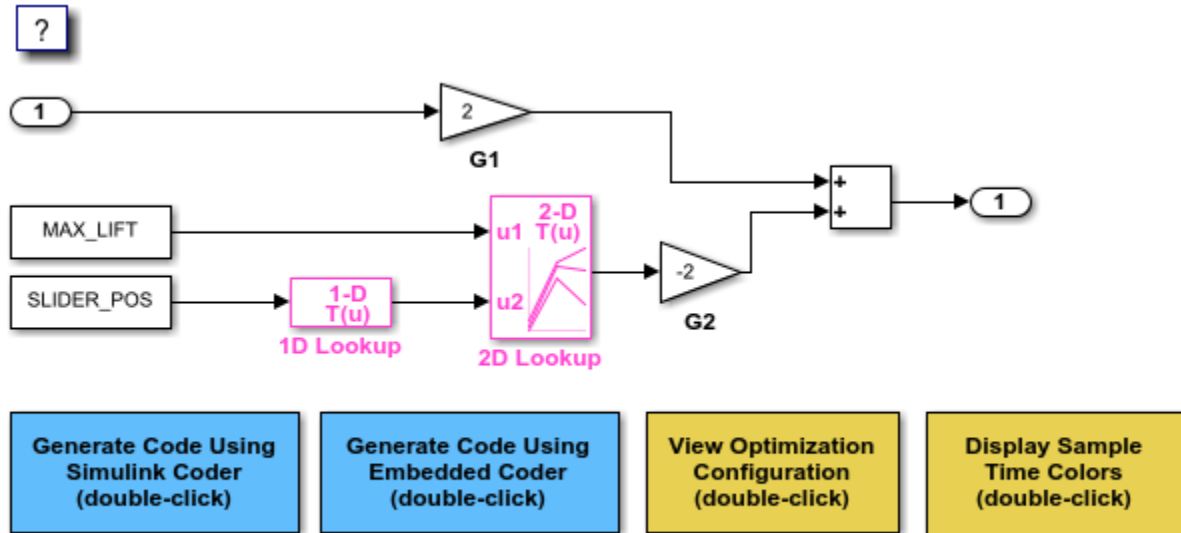 ?
1
2
G1
+
+
1
MAX_LIFT
u1
2-D
T(u)
-2
G2
SLIDER_POS
1-D
T(u)
1D Lookup
u2
2D Lookup
Generate Code Using
Simulink Coder
(double-click)
Generate Code Using
Embedded Coder
(double-click)
View Optimization
Configuration
(double-click)
Display Sample
Time Colors
(double-click)